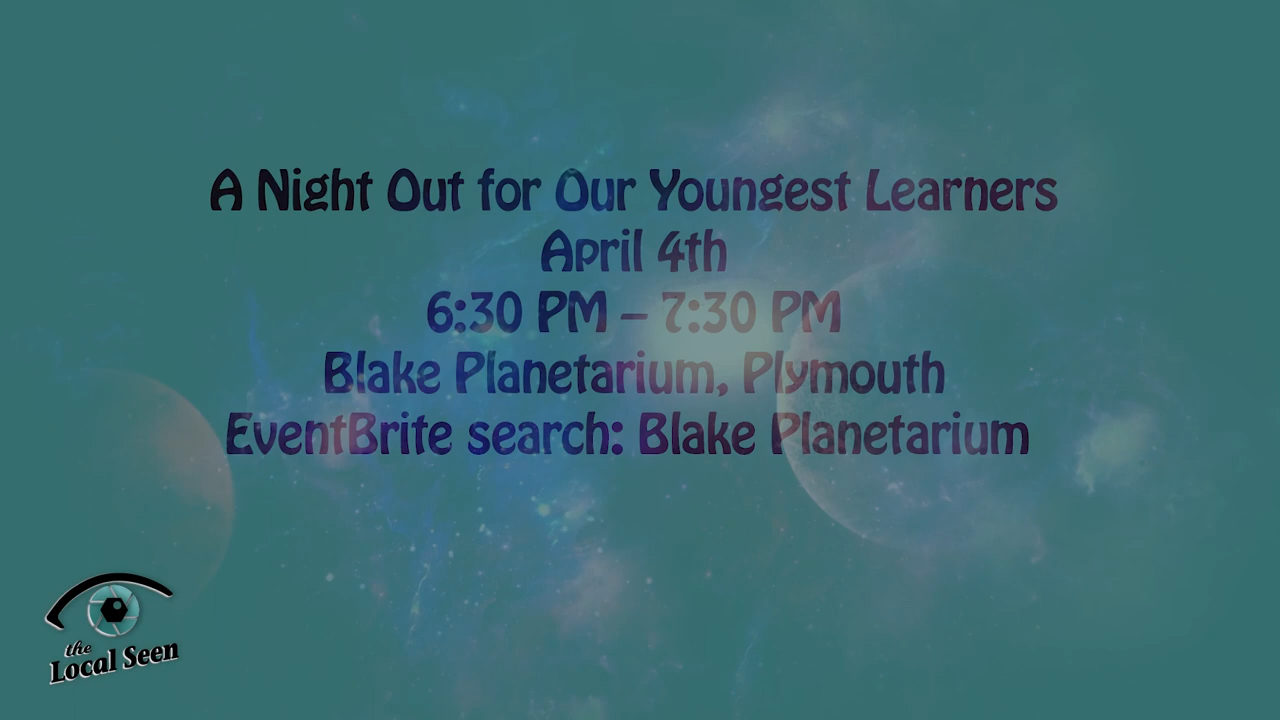 A Night Out for Our Youngest Learners
April 4th
6:30 PM – 7:30 PM
Blake Planetarium, Plymouth
EventBrite search: Blake Planetarium
the
Local Seen